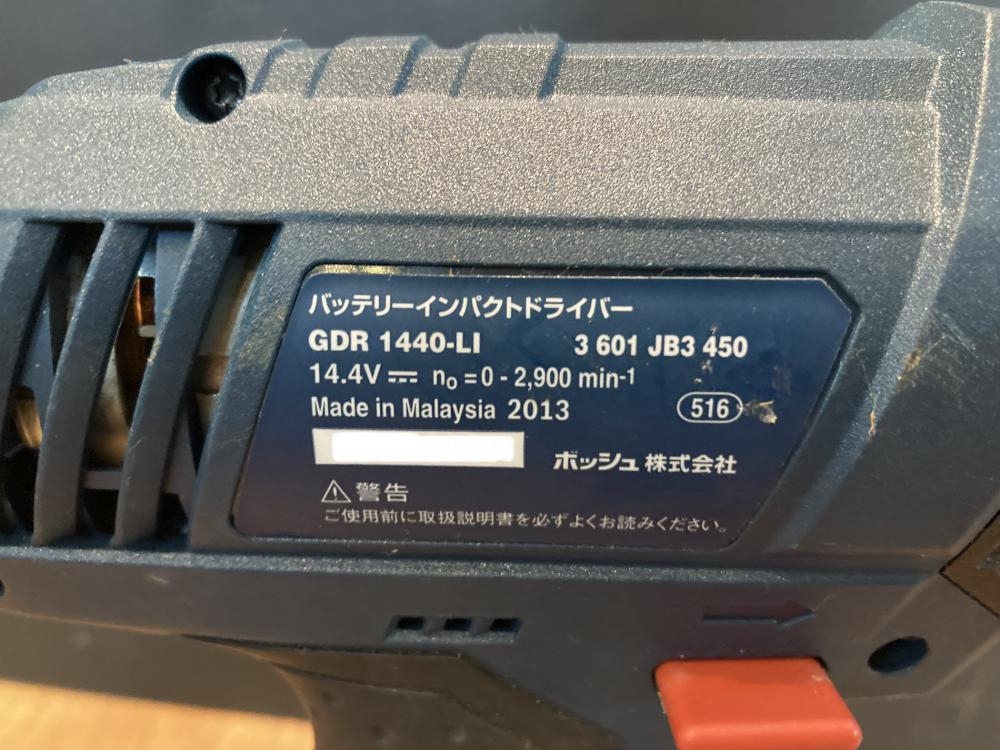 バッテリーインパクトドライバー
GDR 1440-LI 3 601 JB3 450
14.4V ⎓ n₀ = 0 - 2,900 min-1
Made in Malaysia 2013 516
ボッシュ 株式会社
⚠ 警告
ご使用前に取扱説明書を必ずよくお読みください。